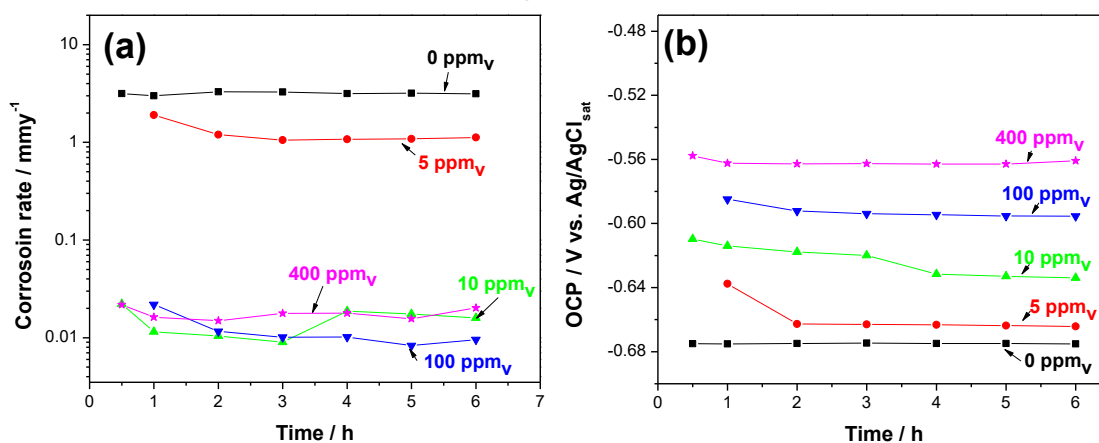 (a)
0 ppmv
5 ppmv
400 ppmv
10 ppmv
100 ppmv
10
1
0.1
0.01
0 1 2 3 4 5 6 7
Corrosoin rate / mmy-1
Time / h
(b)
400 ppmv
100 ppmv
10 ppmv
5 ppmv
0 ppmv
-0.48
-0.52
-0.56
-0.60
-0.64
-0.68
0 1 2 3 4 5 6
OCP / V vs. Ag/AgClsat
Time / h